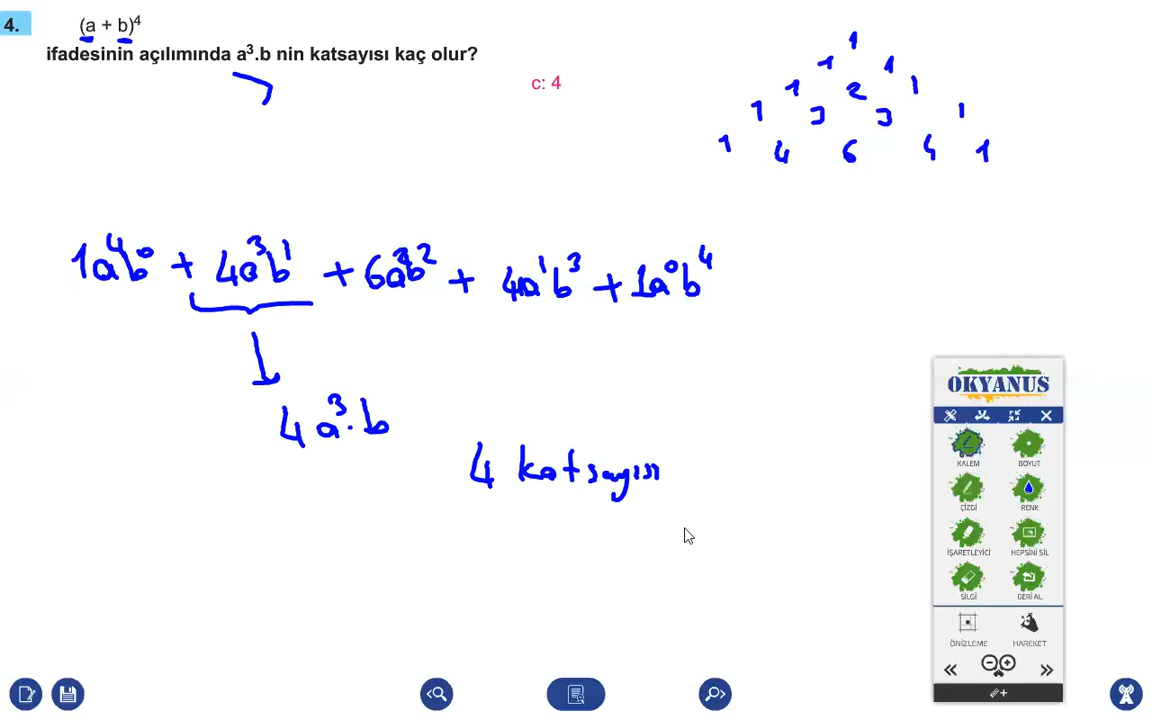 4. (a + b)⁴
ifadesinin açılımında a³.b nin katsayısı kaç olur?
c: 4
1
1 1
1 2 1
1 3 3 1
1 4 6 4 1
1a⁴b⁰ + 4a³b¹ + 6a²b² + 4a¹b³ + 1a⁰b⁴
4a³.b
4 katsayısı
OKYANUS
KALEM BOYUT
ÇİZGİ RENK
İŞARETLEYİCİ HEPSİNİ SİL
SİLGİ GERİ AL
ÖNİZLEME HAREKET